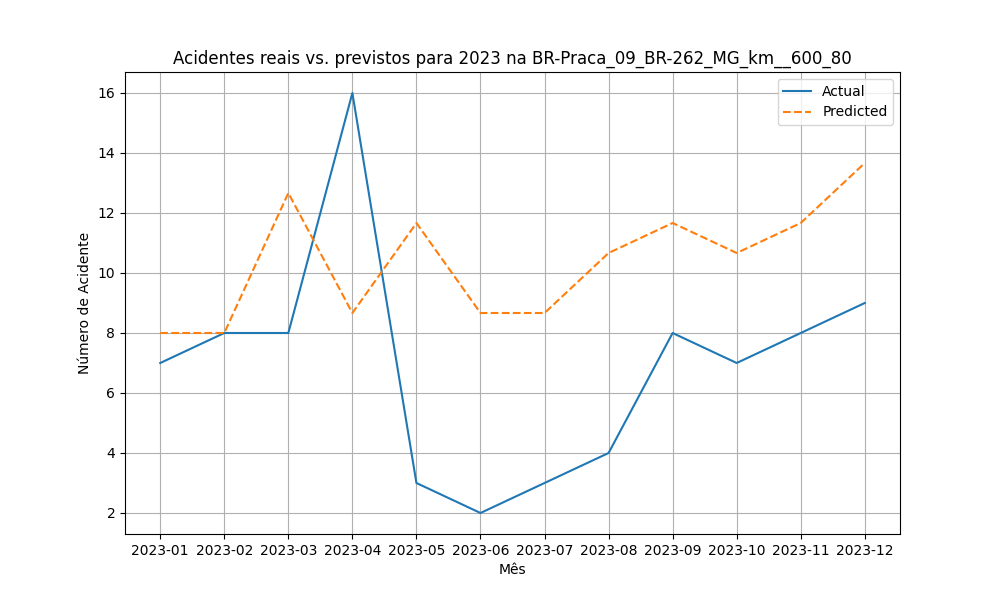 Acidentes reais vs. previstos para 2023 na BR-Praca_09_BR-262_MG_km__600_80
Actual
Predicted
16
14
12
10
8
6
4
2
Número de Acidente
2023-01 2023-02 2023-03 2023-04 2023-05 2023-06 2023-07 2023-08 2023-09 2023-10 2023-11 2023-12
Mês